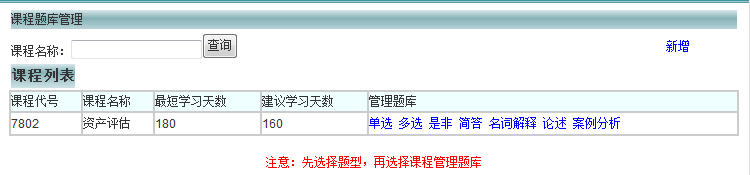 课程题库管理
课程名称： 查询 新增
课程列表
课程代号 课程名称 最短学习天数 建议学习天数 管理题库
7802 资产评估 180 160 单选 多选 是非 简答 名词解释 论述 案例分析
注意：先选择题型，再选择课程管理题库